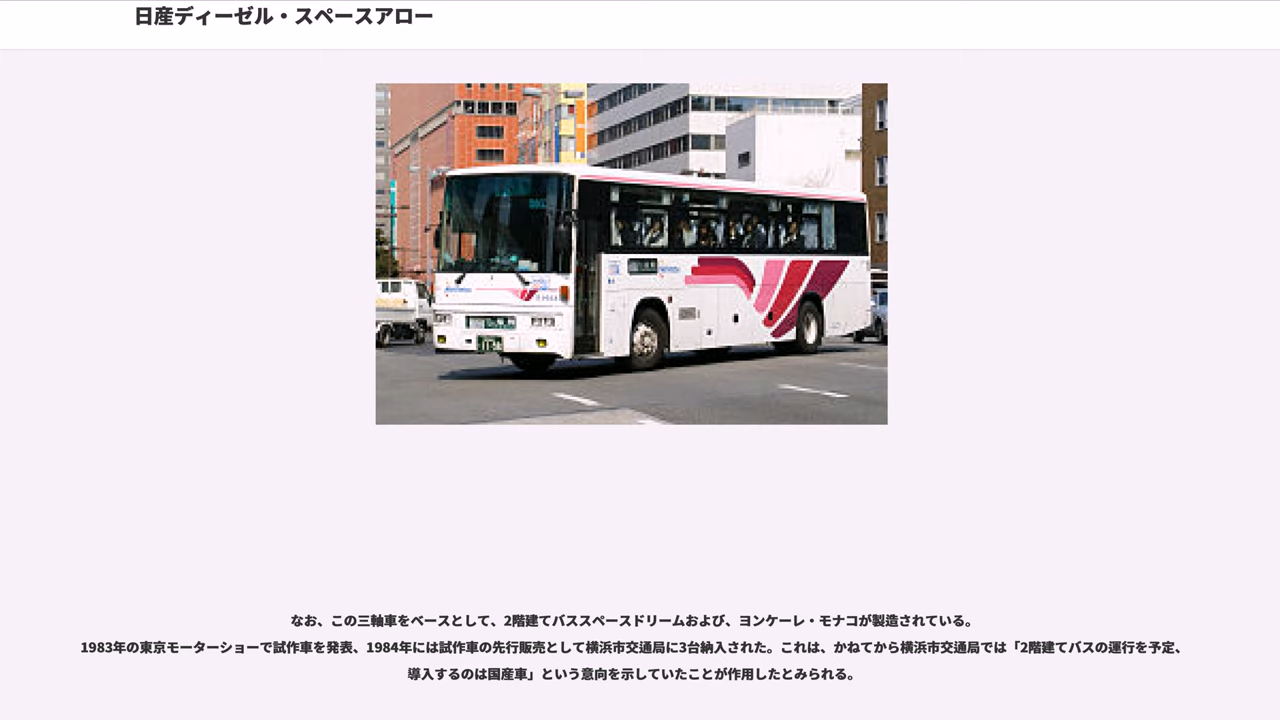 日産ディーゼル・スペースアロー
なお、この三軸車をベースとして、2階建てバススペースドリームおよび、ヨンケーレ・モナコが製造されている。
1983年の東京モーターショーで試作車を発表、1984年には試作車の先行販売として横浜市交通局に3台納入された。これは、かねてから横浜市交通局では「2階建てバスの運行を予定、
導入するのは国産車」という意向を示していたことが作用したとみられる。